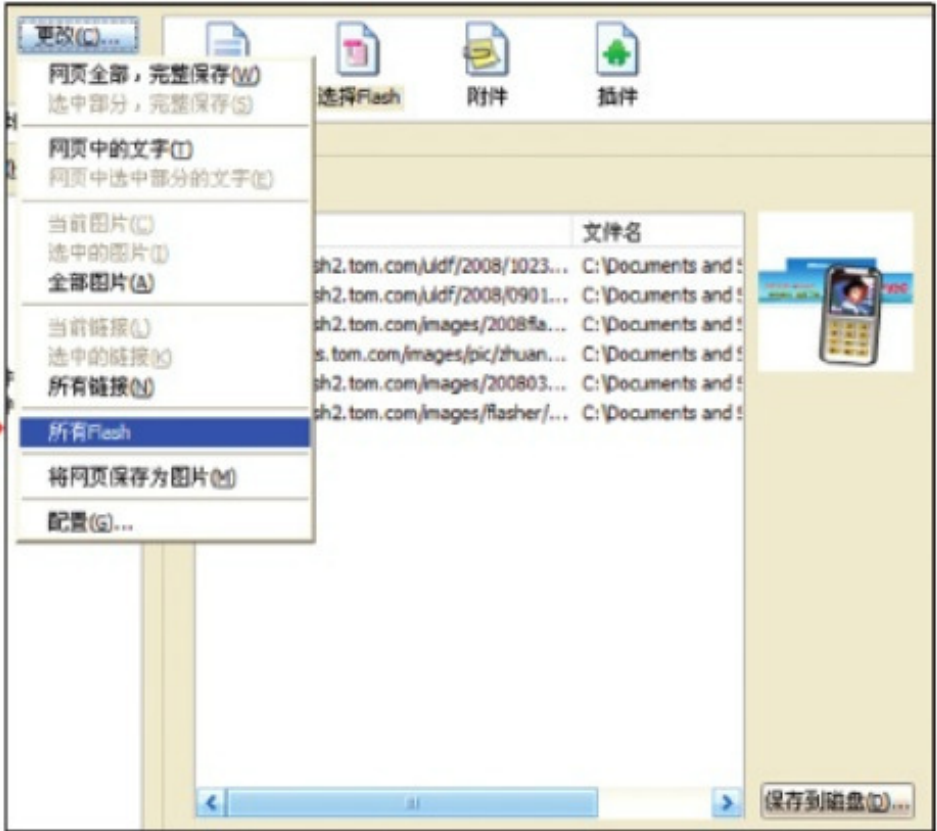 更改(C)...
网页全部，完整保存(W)
选中部分，完整保存(S)
网页中的文字(T)
网页中选中部分的文字(E)
当前图片(C)
选中的图片(I)
全部图片(A)
当前链接(L)
选中的链接(K)
所有链接(N)
所有Flash
将网页保存为图片(M)
配置(G)...
选择Flash
附件
插件
文件名
sh2.tom.com/uidf/2008/1023... C:\Documents and
sh2.tom.com/uidf/2008/0901... C:\Documents and
sh2.tom.com/images/2008fla... C:\Documents and
s.tom.com/images/pic/zhuan... C:\Documents and
sh2.tom.com/images/200803... C:\Documents and
sh2.tom.com/images/flasher/... C:\Documents and
保存到磁盘(D)...